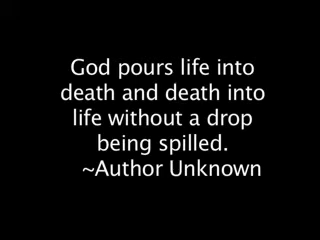 God pours life into
death and death into
life without a drop
being spilled.
~Author Unknown